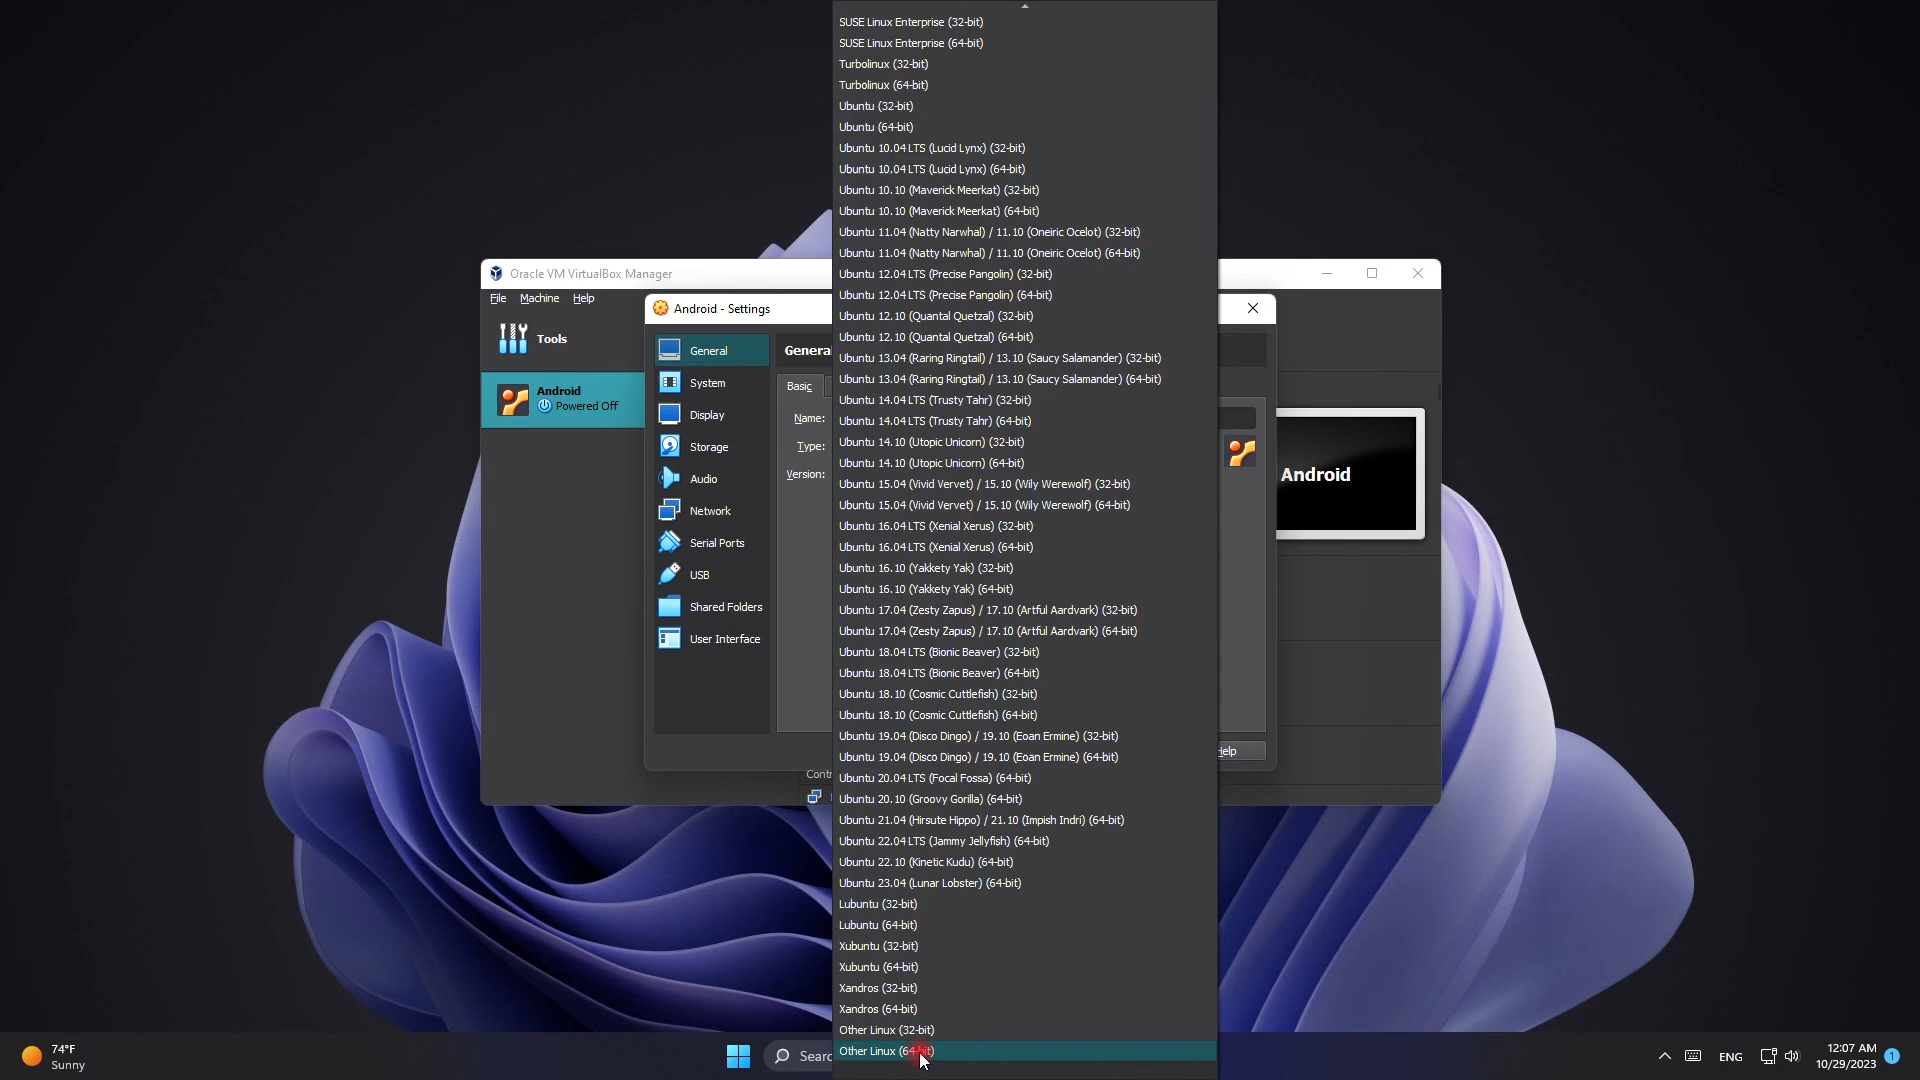 SUSE Linux Enterprise (32-bit)
SUSE Linux Enterprise (64-bit)
Turbolinux (32-bit)
Turbolinux (64-bit)
Ubuntu (32-bit)
Ubuntu (64-bit)
Ubuntu 10.04 LTS (Lucid Lynx) (32-bit)
Ubuntu 10.04 LTS (Lucid Lynx) (64-bit)
Ubuntu 10.10 (Maverick Meerkat) (32-bit)
Ubuntu 10.10 (Maverick Meerkat) (64-bit)
Ubuntu 11.04 (Natty Narwhal) / 11.10 (Oneiric Ocelot) (32-bit)
Ubuntu 11.04 (Natty Narwhal) / 11.10 (Oneiric Ocelot) (64-bit)
Ubuntu 12.04 LTS (Precise Pangolin) (32-bit)
Ubuntu 12.04 LTS (Precise Pangolin) (64-bit)
Ubuntu 12.10 (Quantal Quetzal) (32-bit)
Ubuntu 12.10 (Quantal Quetzal) (64-bit)
Ubuntu 13.04 (Raring Ringtail) / 13.10 (Saucy Salamander) (32-bit)
Ubuntu 13.04 (Raring Ringtail) / 13.10 (Saucy Salamander) (64-bit)
Ubuntu 14.04 LTS (Trusty Tahr) (32-bit)
Ubuntu 14.04 LTS (Trusty Tahr) (64-bit)
Ubuntu 14.10 (Utopic Unicorn) (32-bit)
Ubuntu 14.10 (Utopic Unicorn) (64-bit)
Ubuntu 15.04 (Vivid Vervet) / 15.10 (Wily Werewolf) (32-bit)
Ubuntu 15.04 (Vivid Vervet) / 15.10 (Wily Werewolf) (64-bit)
Ubuntu 16.04 LTS (Xenial Xerus) (32-bit)
Ubuntu 16.04 LTS (Xenial Xerus) (64-bit)
Ubuntu 16.10 (Yakkety Yak) (32-bit)
Ubuntu 16.10 (Yakkety Yak) (64-bit)
Ubuntu 17.04 (Zesty Zapus) / 17.10 (Artful Aardvark) (32-bit)
Ubuntu 17.04 (Zesty Zapus) / 17.10 (Artful Aardvark) (64-bit)
Ubuntu 18.04 LTS (Bionic Beaver) (32-bit)
Ubuntu 18.04 LTS (Bionic Beaver) (64-bit)
Ubuntu 18.10 (Cosmic Cuttlefish) (32-bit)
Ubuntu 18.10 (Cosmic Cuttlefish) (64-bit)
Ubuntu 19.04 (Disco Dingo) / 19.10 (Eoan Ermine) (32-bit)
Ubuntu 19.04 (Disco Dingo) / 19.10 (Eoan Ermine) (64-bit)
Ubuntu 20.04 LTS (Focal Fossa) (64-bit)
Ubuntu 20.10 (Groovy Gorilla) (64-bit)
Ubuntu 21.04 (Hirsute Hippo) / 21.10 (Impish Indri) (64-bit)
Ubuntu 22.04 LTS (Jammy Jellyfish) (64-bit)
Ubuntu 22.10 (Kinetic Kudu) (64-bit)
Ubuntu 23.04 (Lunar Lobster) (64-bit)
Lubuntu (32-bit)
Lubuntu (64-bit)
Xubuntu (32-bit)
Xubuntu (64-bit)
Xandros (32-bit)
Xandros (64-bit)
Other Linux (32-bit)
Other Linux (64-bit)
Oracle VM VirtualBox Manager
File Machine Help
Tools
Android
Powered Off
Android - Settings
General
System
Display
Storage
Audio
Network
Serial Ports
USB
Shared Folders
User Interface
General
Basic
Name:
Type:
Version:
Help
Contr
Android
74°F
Sunny
Searc
ENG
12:07 AM
10/29/2023
1